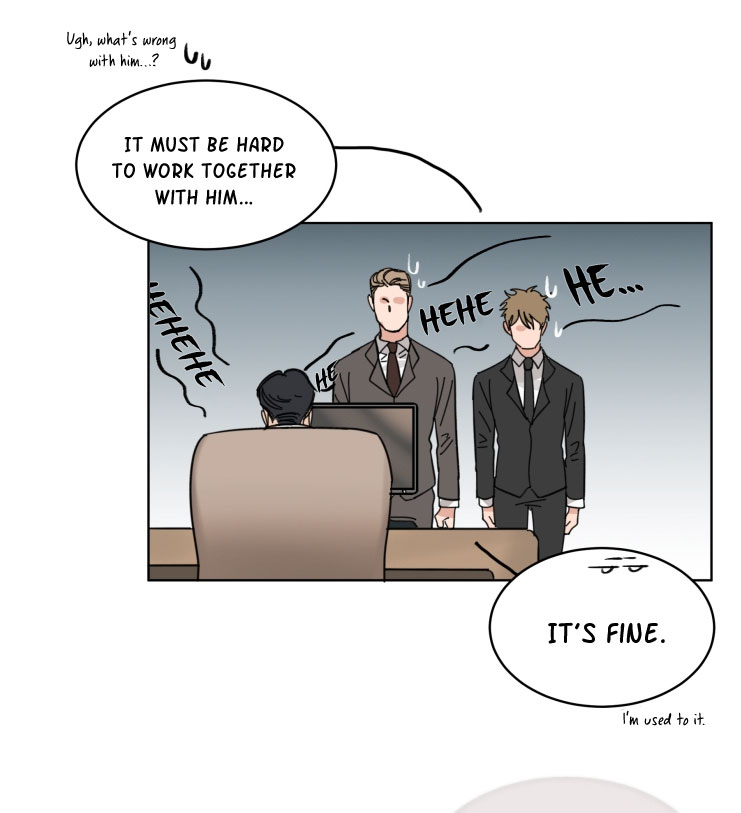 Ugh, what's wrong
with him...?
IT MUST BE HARD
TO WORK TOGETHER
WITH HIM...
HEHEHE
HE
HEHE
HE...
IT'S FINE.
I'm used to it.